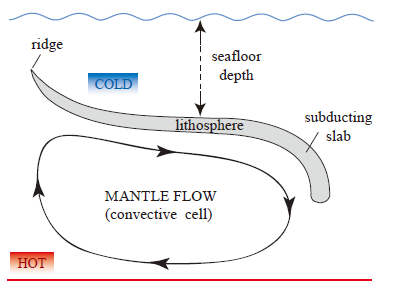 ridge
seafloor
depth
COLD
lithosphere
subducting
slab
MANTLE FLOW
(convective cell)
HOT